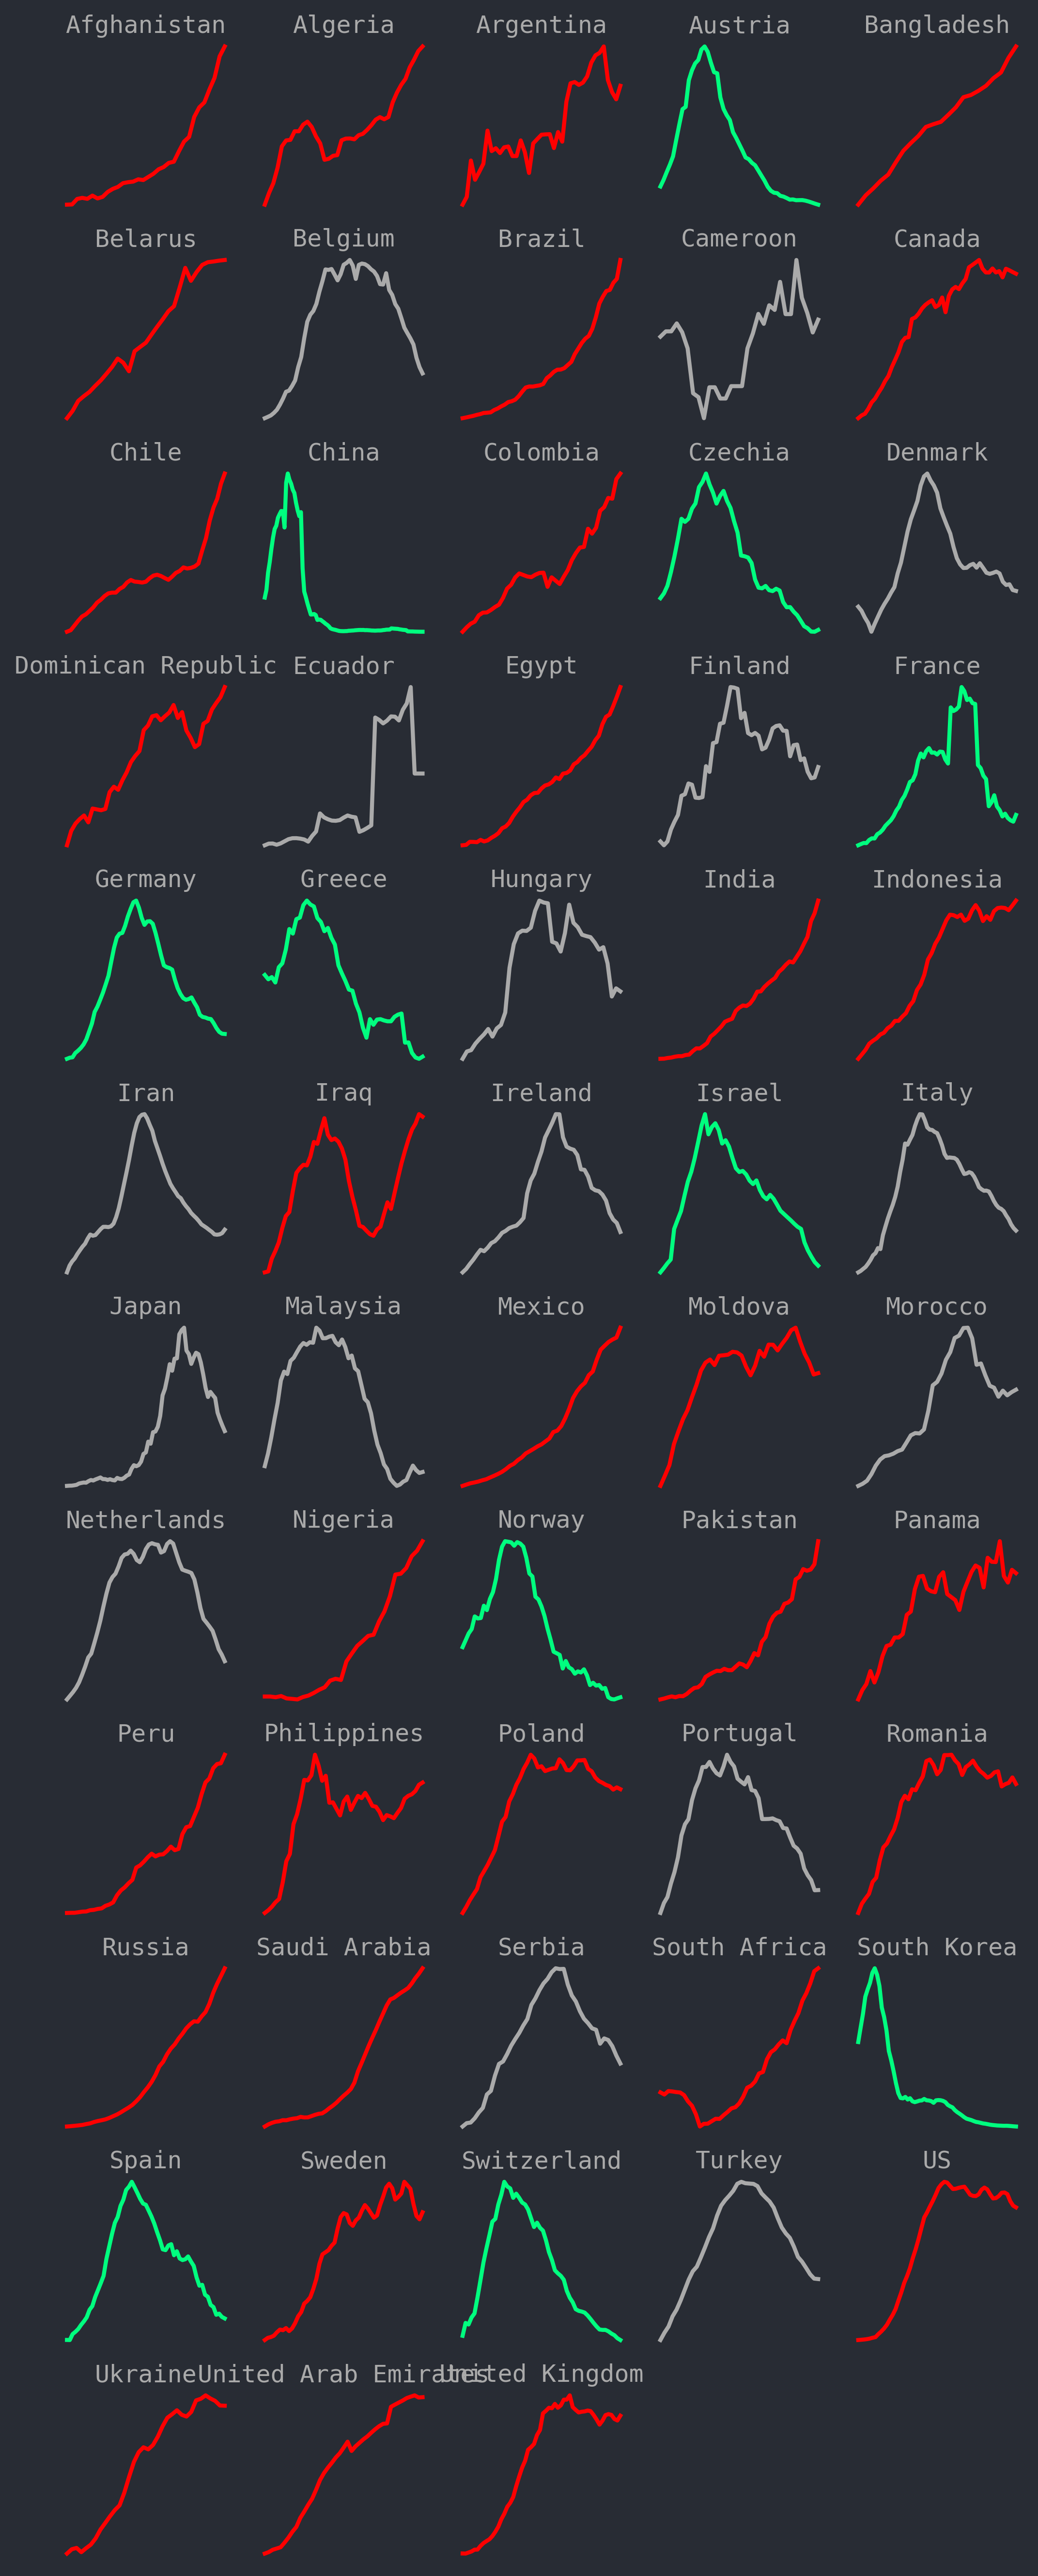 Afghanistan Algeria Argentina Austria Bangladesh
Belarus Belgium Brazil Cameroon Canada
Chile China Colombia Czechia Denmark
Dominican Republic Ecuador Egypt Finland France
Germany Greece Hungary India Indonesia
Iran Iraq Ireland Israel Italy
Japan Malaysia Mexico Moldova Morocco
Netherlands Nigeria Norway Pakistan Panama
Peru Philippines Poland Portugal Romania
Russia Saudi Arabia Serbia South Africa South Korea
Spain Sweden Switzerland Turkey US
Ukraine United Arab Emirates United Kingdom